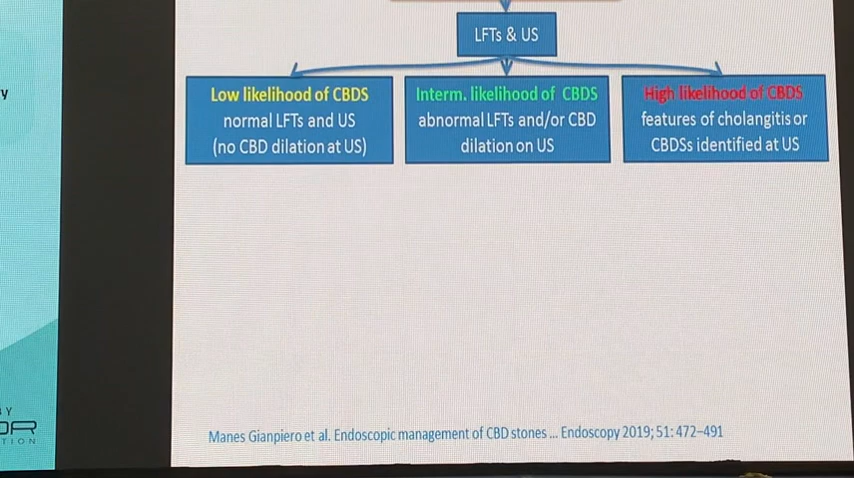 y
LFTs & US
Low likelihood of CBDS
normal LFTs and US
(no CBD dilation at US)
Interm. likelihood of CBDS
abnormal LFTs and/or CBD
dilation on US
High likelihood of CBDS
features of cholangitis or
CBDSs identified at US
Manes Gianpiero et al. Endoscopic management of CBD stones ... Endoscopy 2019; 51: 472–491
BY
TION